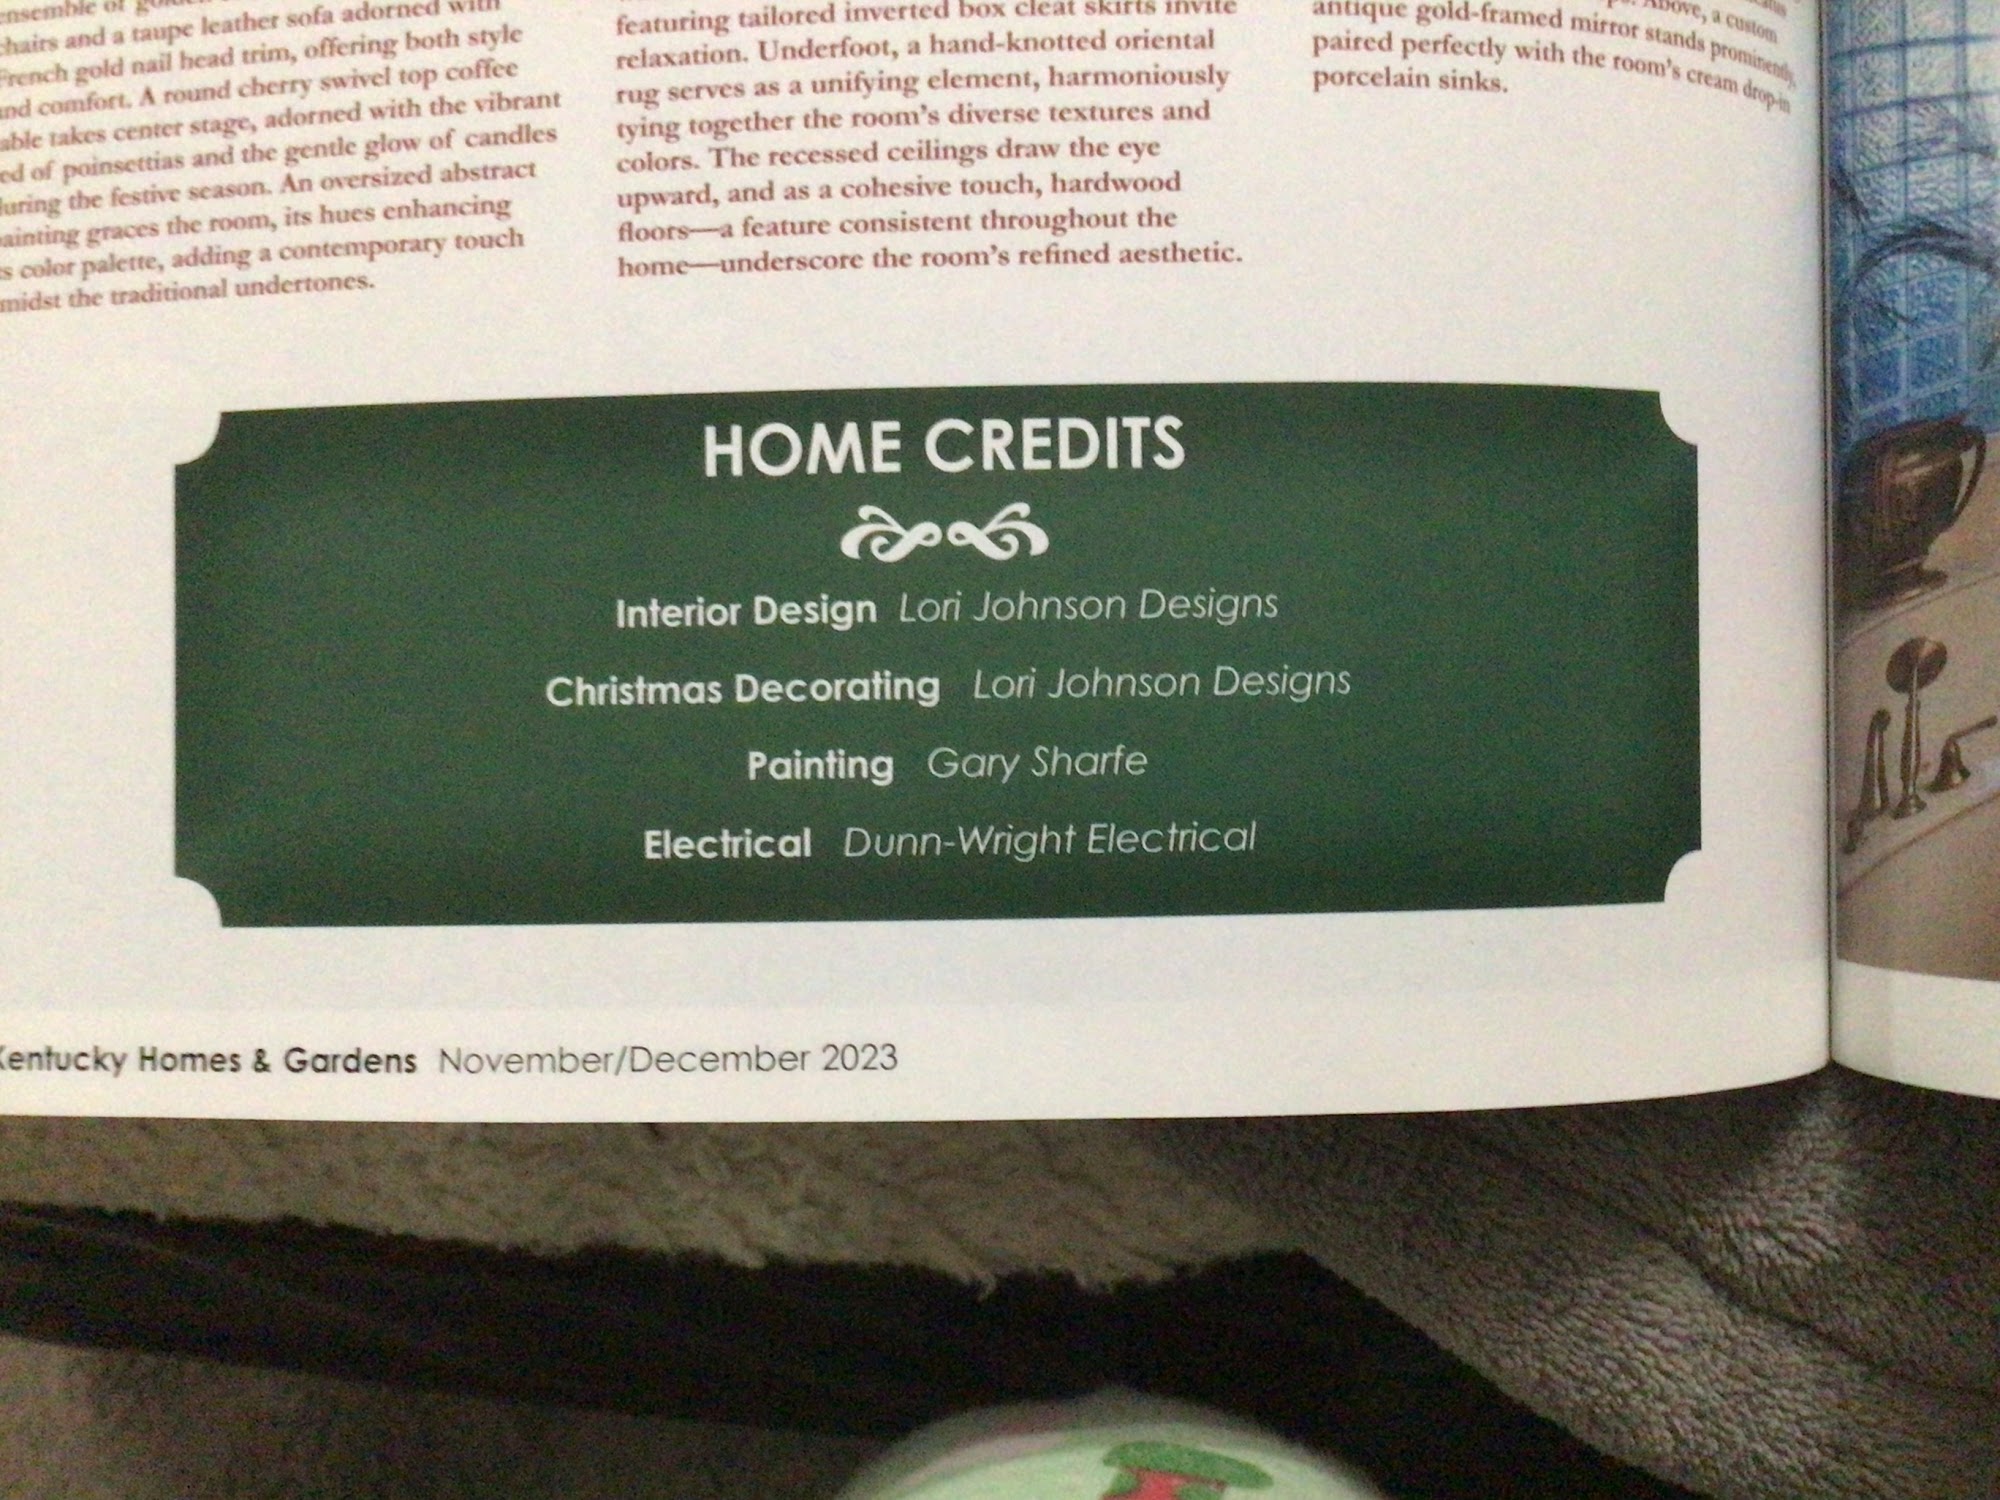 ensemble of
chairs and a taupe leather sofa adorned with
French gold nail head trim, offering both style
and comfort. A round cherry swivel top coffee
able takes center stage, adorned with the vibrant
ed of poinsettias and the gentle glow of candles
during the festive season. An oversized abstract
painting graces the room, its hues enhancing
s color palette, adding a contemporary touch
midst the traditional undertones.
featuring tailored inverted box cleat skirts invite
relaxation. Underfoot, a hand-knotted oriental
rug serves as a unifying element, harmoniously
tying together the room's diverse textures and
colors. The recessed ceilings draw the eye
upward, and as a cohesive touch, hardwood
floors—a feature consistent throughout the
home—underscore the room's refined aesthetic.
Above, a custom
antique gold-framed mirror stands prominently,
paired perfectly with the room's cream drop-in
porcelain sinks.
HOME CREDITS
Interior Design Lori Johnson Designs
Christmas Decorating Lori Johnson Designs
Painting Gary Sharfe
Electrical Dunn-Wright Electrical
Kentucky Homes & Gardens November/December 2023